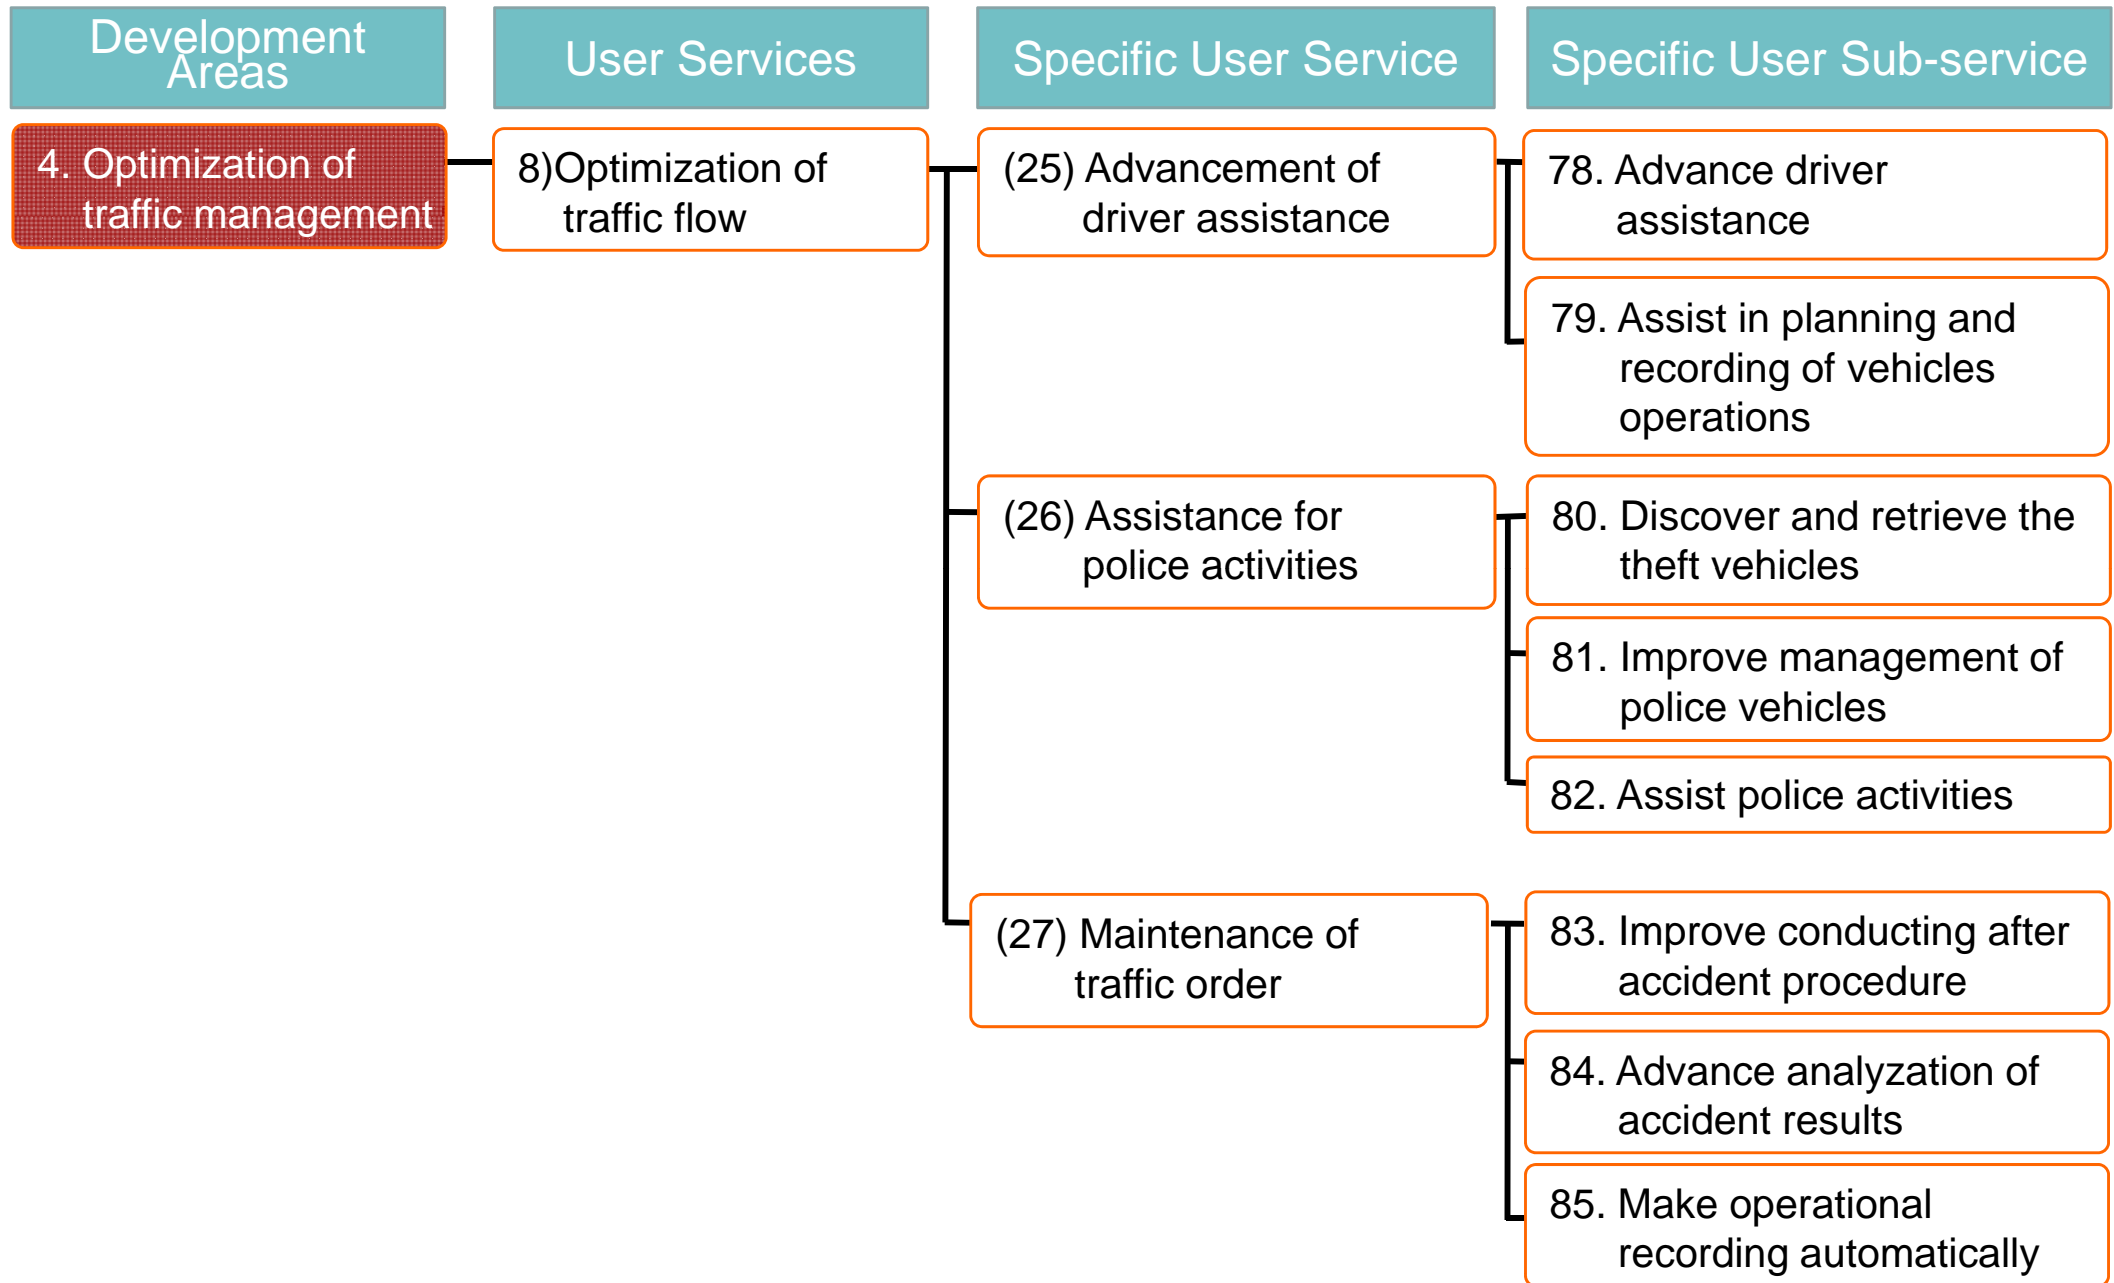 Development
Areas
User Services
Specific User Service
Specific User Sub-service
4. Optimization of
traffic management
8)Optimization of
traffic flow
(25) Advancement of
driver assistance
78. Advance driver
assistance
79. Assist in planning and
recording of vehicles
operations
(26) Assistance for
police activities
80. Discover and retrieve the
theft vehicles
81. Improve management of
police vehicles
82. Assist police activities
(27) Maintenance of
traffic order
83. Improve conducting after
accident procedure
84. Advance analyzation of
accident results
85. Make operational
recording automatically